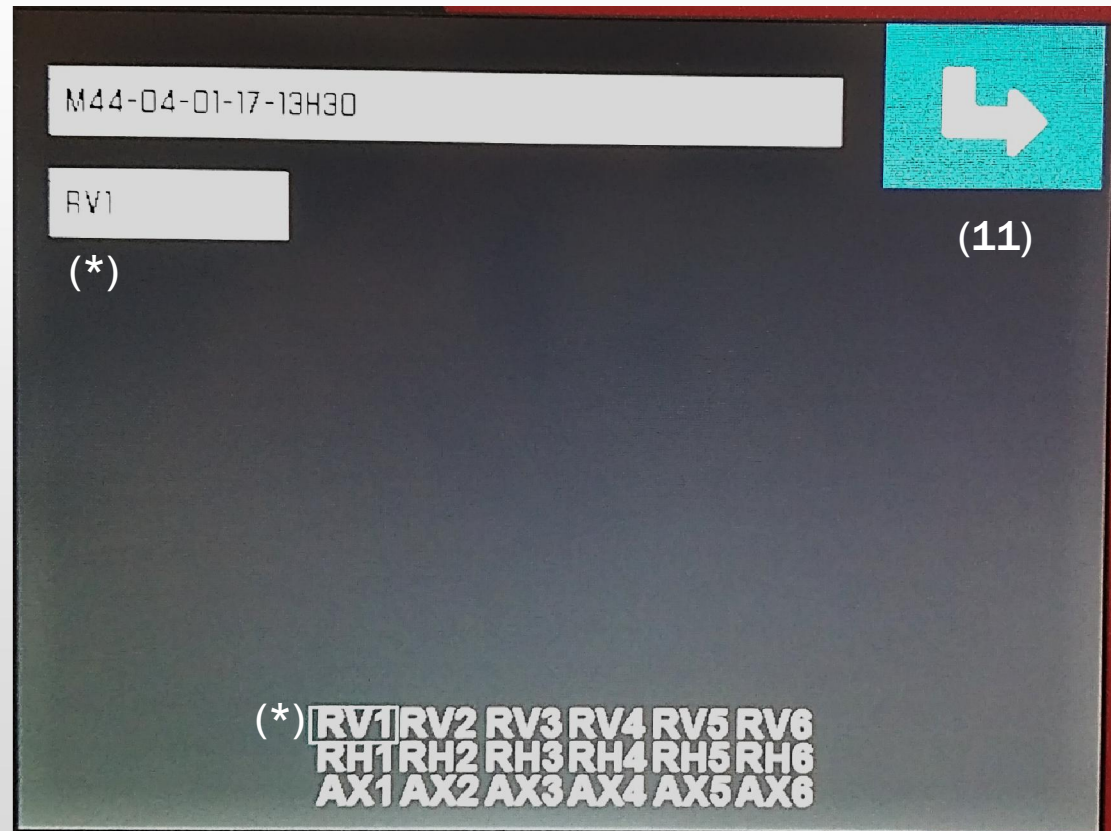 M44-04-01-17-13H30
RV1
(11)
(*)
(*) RV1 RV2 RV3 RV4 RV5 RV6
RH1 RH2 RH3 RH4 RH5 RH6
AX1 AX2 AX3 AX4 AX5 AX6